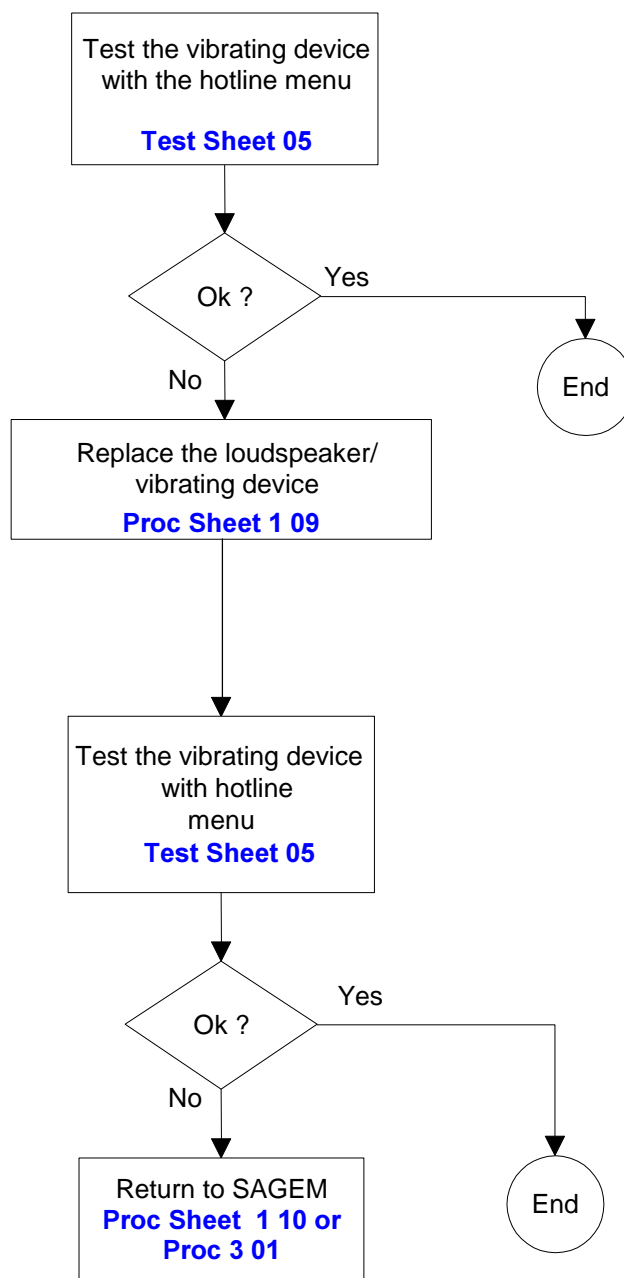 Test the vibrating device
with the hotline menu
Test Sheet 05
Ok ?
Yes
No
End
Replace the loudspeaker/
vibrating device
Proc Sheet 1 09
Test the vibrating device
with hotline
menu
Test Sheet 05
Ok ?
Yes
No
Return to SAGEM
Proc Sheet 1 10 or
Proc 3 01
End